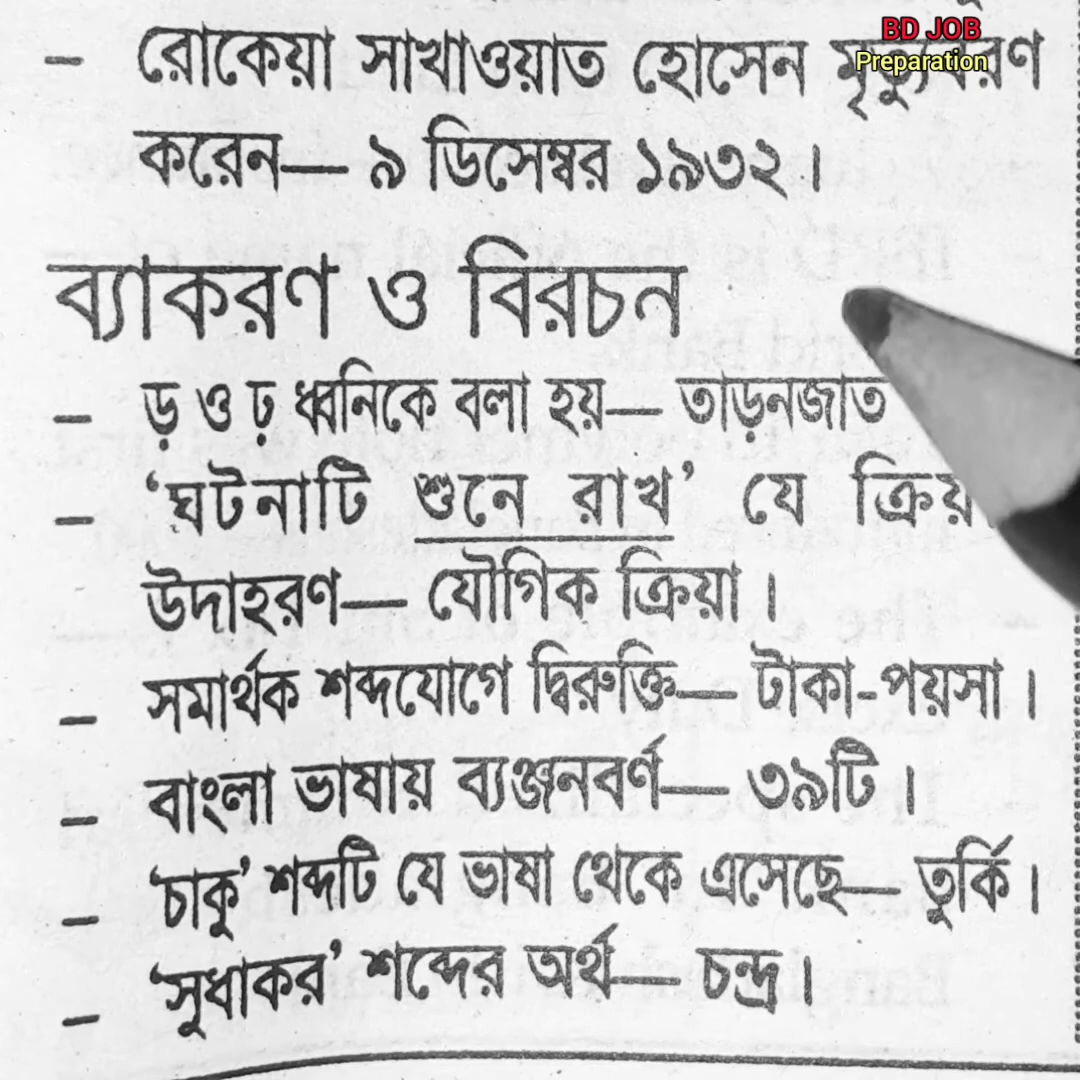 BD JOB
Preparation
– রোকেয়া সাখাওয়াত হোসেন মৃত্যুবরণ
করেন— ৯ ডিসেম্বর ১৯৩২।
ব্যাকরণ ও বিরচন
– ড় ও ঢ় ধ্বনিকে বলা হয়— তাড়নজাত
– ‘ঘটনাটি শুনে রাখ’ যে
উদাহরণ— যৌগিক ক্রিয়া।
– সমার্থক শব্দযোগে দ্বিরুক্তি— টাকা-পয়সা।
– বাংলা ভাষায় ব্যঞ্জনবর্ণ— ৩৯টি।
– ‘চাকু’ শব্দটি যে ভাষা থেকে এসেছে— তুর্কি।
– ‘সুধাকর’ শব্দের অর্থ— চন্দ্র।